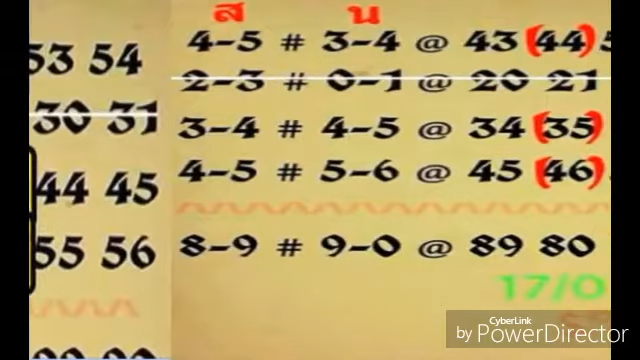 ส น
53 54 4-5 # 3-4 @ 43 (44)
2-3 # 0-1 @ 20 21
30 31 3-4 # 4-5 @ 34 (35)
44 45 4-5 # 5-6 @ 45 (46)
55 56 8-9 # 9-0 @ 89 80
17/0
CyberLink
by PowerDirector